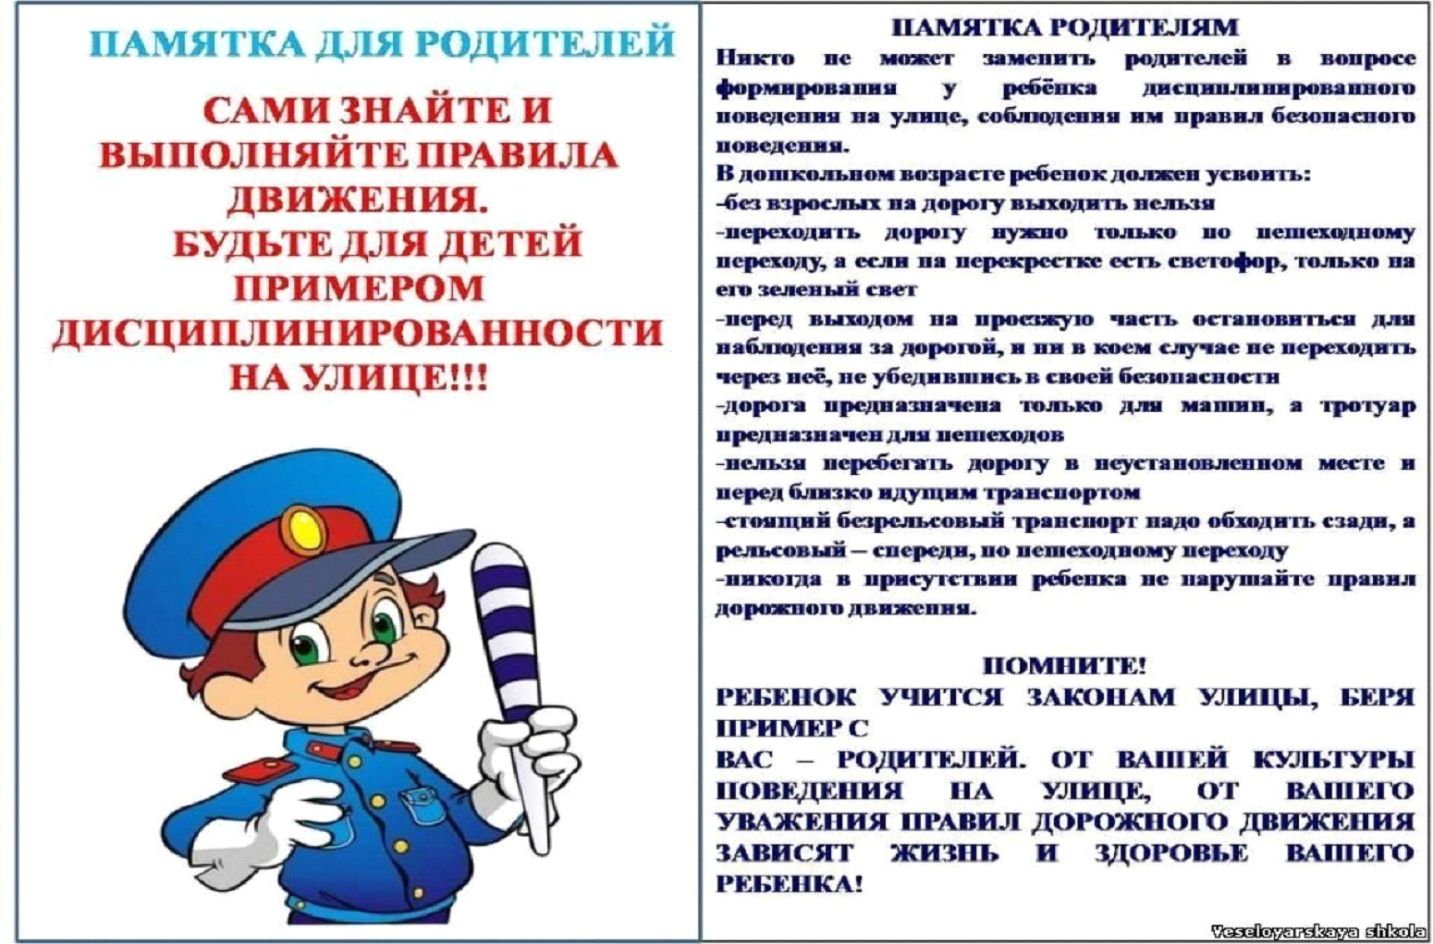 ПАМЯТКА ДЛЯ РОДИТЕЛЕЙ
САМИ ЗНАЙТЕ И
ВЫПОЛНЯЙТЕ ПРАВИЛА
ДВИЖЕНИЯ.
БУДЬТЕ ДЛЯ ДЕТЕЙ
ПРИМЕРОМ
ДИСЦИПЛИНИРОВАННОСТИ
НА УЛИЦЕ!!!
ПАМЯТКА РОДИТЕЛЯМ
Никто не может заменить родителей в вопросе
формирования у ребёнка дисциплинированного
поведения на улице, соблюдения им правил безопасного
поведения.
В дошкольном возрасте ребенок должен усвоить:
-без взрослых на дорогу выходить нельзя
-переходить дорогу нужно только по пешеходному
переходу, а если на перекрестке есть светофор, только на
его зеленый свет
-перед выходом на проезжую часть остановиться для
наблюдения за дорогой, и ни в коем случае не переходить
через неё, не убедившись в своей безопасности
-дорога предназначена только для машин, а тротуар
предназначен для пешеходов
-нельзя перебегать дорогу в неустановленном месте и
перед близко идущим транспортом
-стоящий безрельсовый транспорт надо обходить сзади, а
рельсовый – спереди, по пешеходному переходу
-никогда в присутствии ребенка не нарушайте правил
дорожного движения.
ПОМНИТЕ!
РЕБЕНОК УЧИТСЯ ЗАКОНАМ УЛИЦЫ, БЕРЯ
ПРИМЕР С
ВАС – РОДИТЕЛЕЙ. ОТ ВАШЕЙ КУЛЬТУРЫ
ПОВЕДЕНИЯ НА УЛИЦЕ, ОТ ВАШЕГО
УВАЖЕНИЯ ПРАВИЛ ДОРОЖНОГО ДВИЖЕНИЯ
ЗАВИСЯТ ЖИЗНЬ И ЗДОРОВЬЕ ВАШЕГО
РЕБЕНКА!
Veseloyarskaya shkola